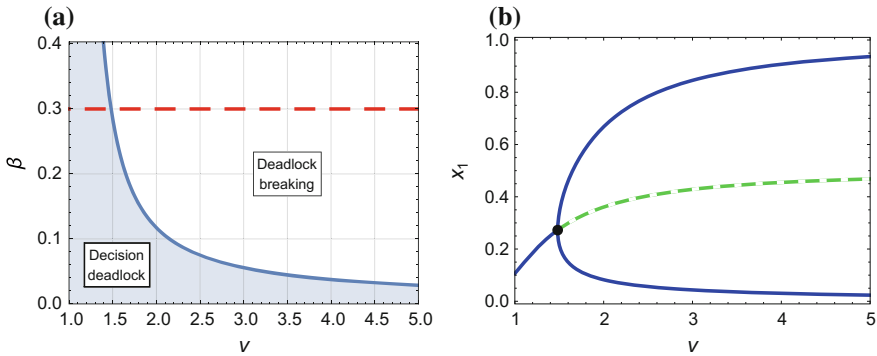 (a)
0.4
0.3
0.2
0.1
0.0
β
Deadlock
breaking
Decision
deadlock
1.0 1.5 2.0 2.5 3.0 3.5 4.0 4.5 5.0
v
(b)
1.0
0.8
0.6
0.4
0.2
0.0
x1
1 2 3 4 5
v